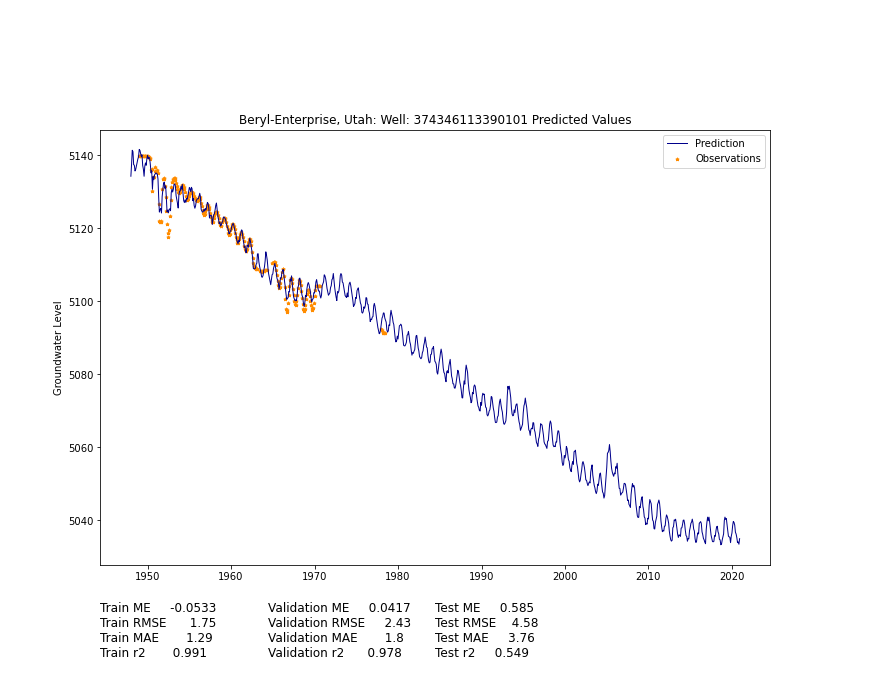 Beryl-Enterprise, Utah: Well: 374346113390101 Predicted Values
Prediction
Observations
Groundwater Level
5140
5120
5100
5080
5060
5040
1950 1960 1970 1980 1990 2000 2010 2020
Train ME -0.0533 Validation ME 0.0417 Test ME 0.585
Train RMSE 1.75 Validation RMSE 2.43 Test RMSE 4.58
Train MAE 1.29 Validation MAE 1.8 Test MAE 3.76
Train r2 0.991 Validation r2 0.978 Test r2 0.549